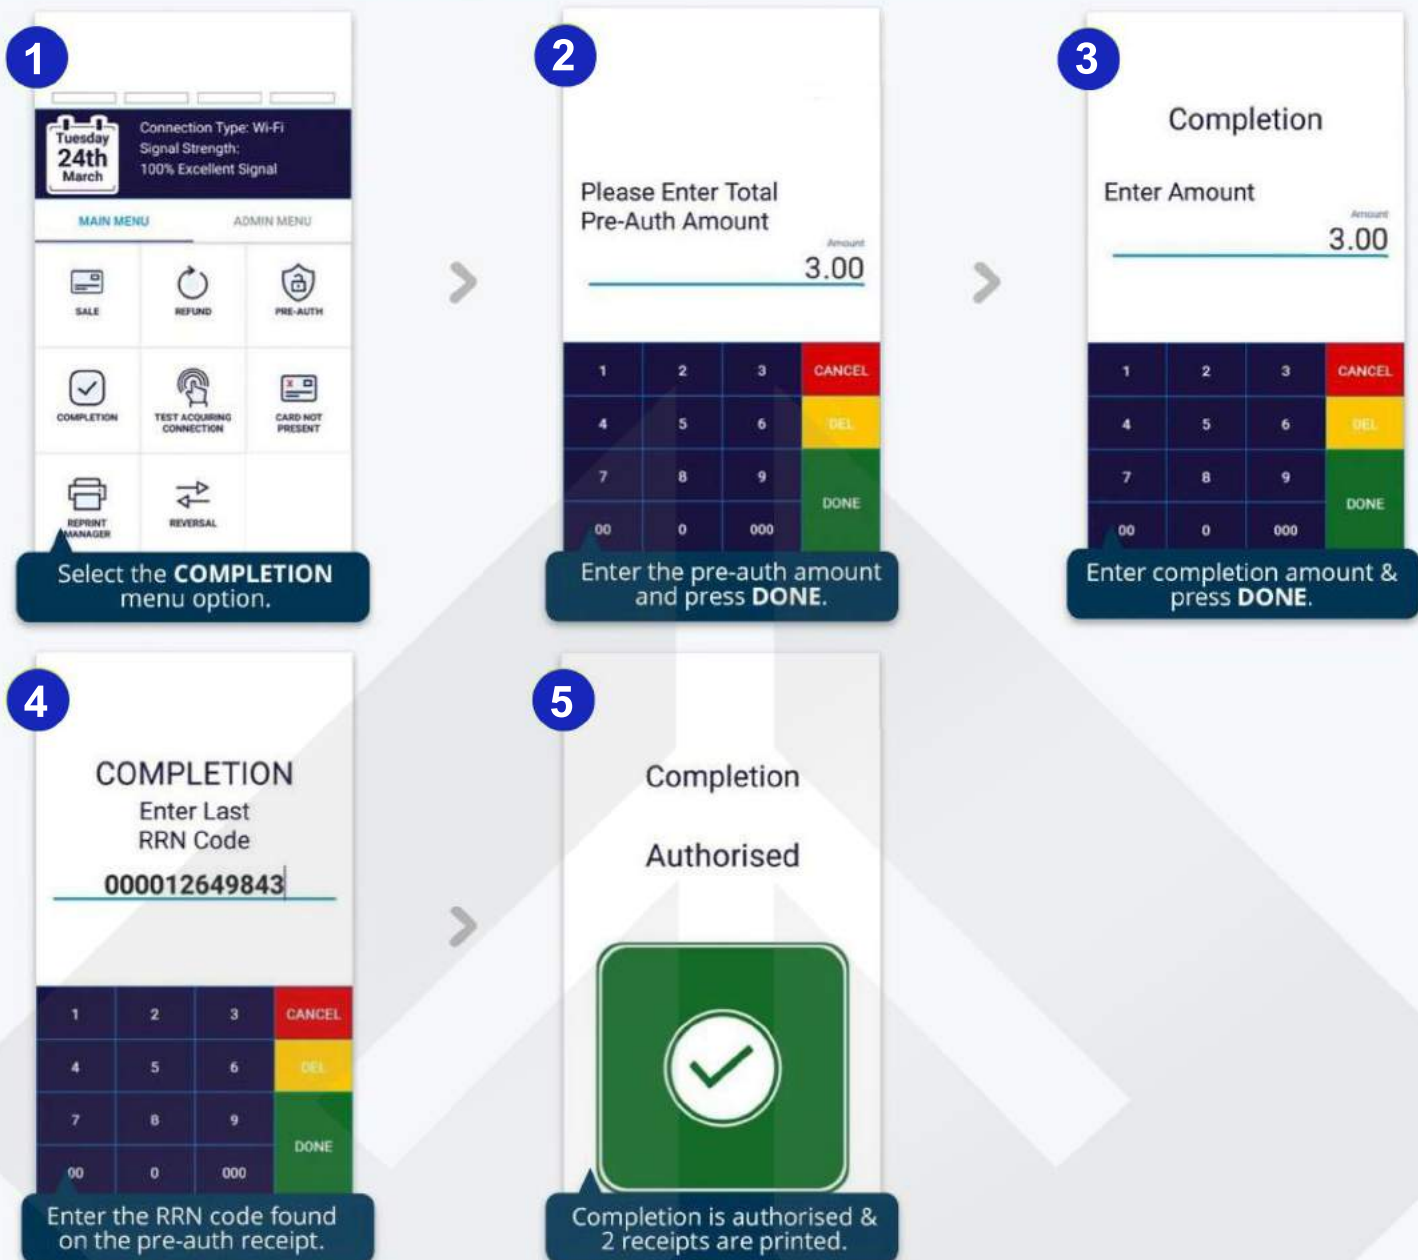 1
Tuesday
24th
March
Connection Type: Wi-Fi
Signal Strength:
100% Excellent Signal
MAIN MENU
ADMIN MENU
SALE
REFUND
PRE-AUTH
COMPLETION
TEST ACQUIRING
CONNECTION
CARD NOT
PRESENT
REPRINT
MANAGER
REVERSAL
Select the COMPLETION
menu option.
2
Please Enter Total
Pre-Auth Amount
Amount
3.00
1 2 3 CANCEL
4 5 6 DEL
7 8 9
DONE
00 0 000
Enter the pre-auth amount
and press DONE.
3
Completion
Enter Amount
Amount
3.00
1 2 3 CANCEL
4 5 6 DEL
7 8 9
DONE
00 0 000
Enter completion amount &
press DONE.
4
COMPLETION
Enter Last
RRN Code
000012649843
1 2 3 CANCEL
4 5 6 DEL
7 8 9
DONE
00 0 000
Enter the RRN code found
on the pre-auth receipt.
5
Completion
Authorised
Completion is authorised &
2 receipts are printed.